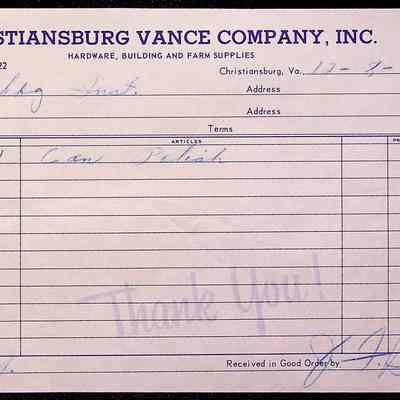 STIANSBURG VANCE COMPANY, INC.
HARDWARE, BUILDING AND FARM SUPPLIES
22
Christiansburg, Va.,
Inst. Address
Address
Terms
ARTICLES
Can Polish
Thank You!
Received in Good Order by